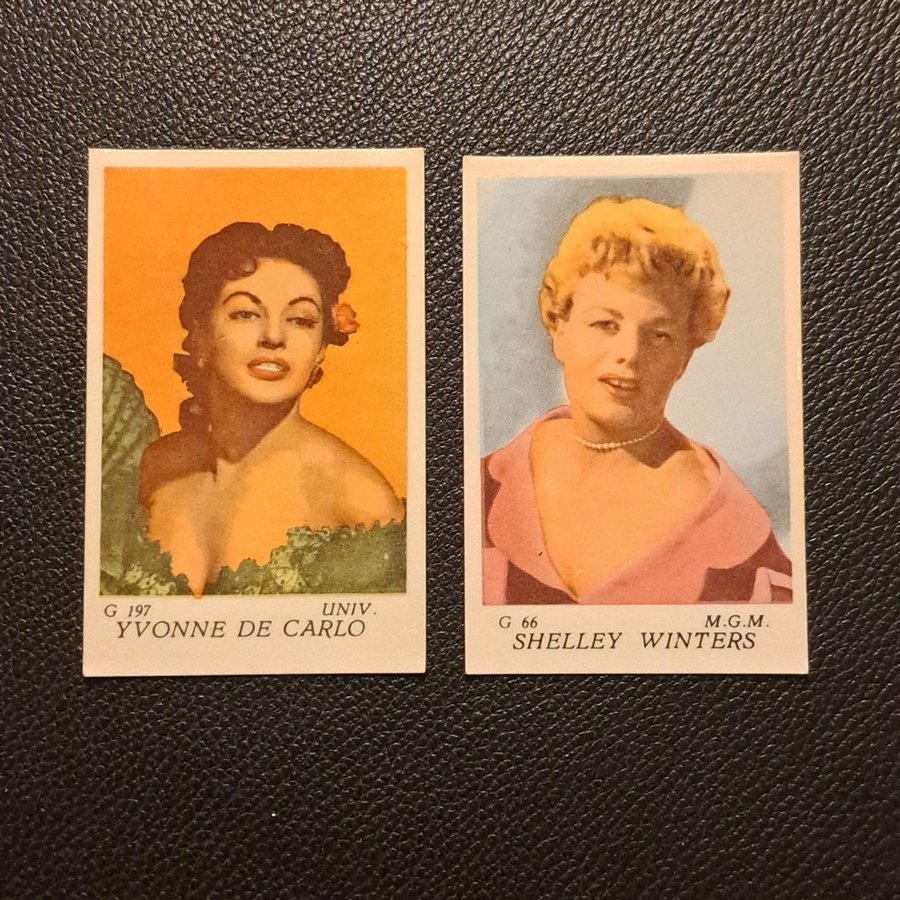 G 197 UNIV.
YVONNE DE CARLO
G 66 M.G.M.
SHELLEY WINTERS